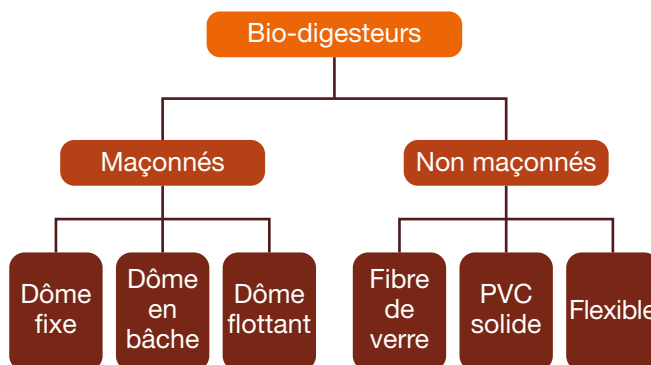 Bio-digesteurs
Maçonnés
Non maçonnés
Dôme
fixe
Dôme
en
bâche
Dôme
flottant
Fibre
de
verre
PVC
solide
Flexible